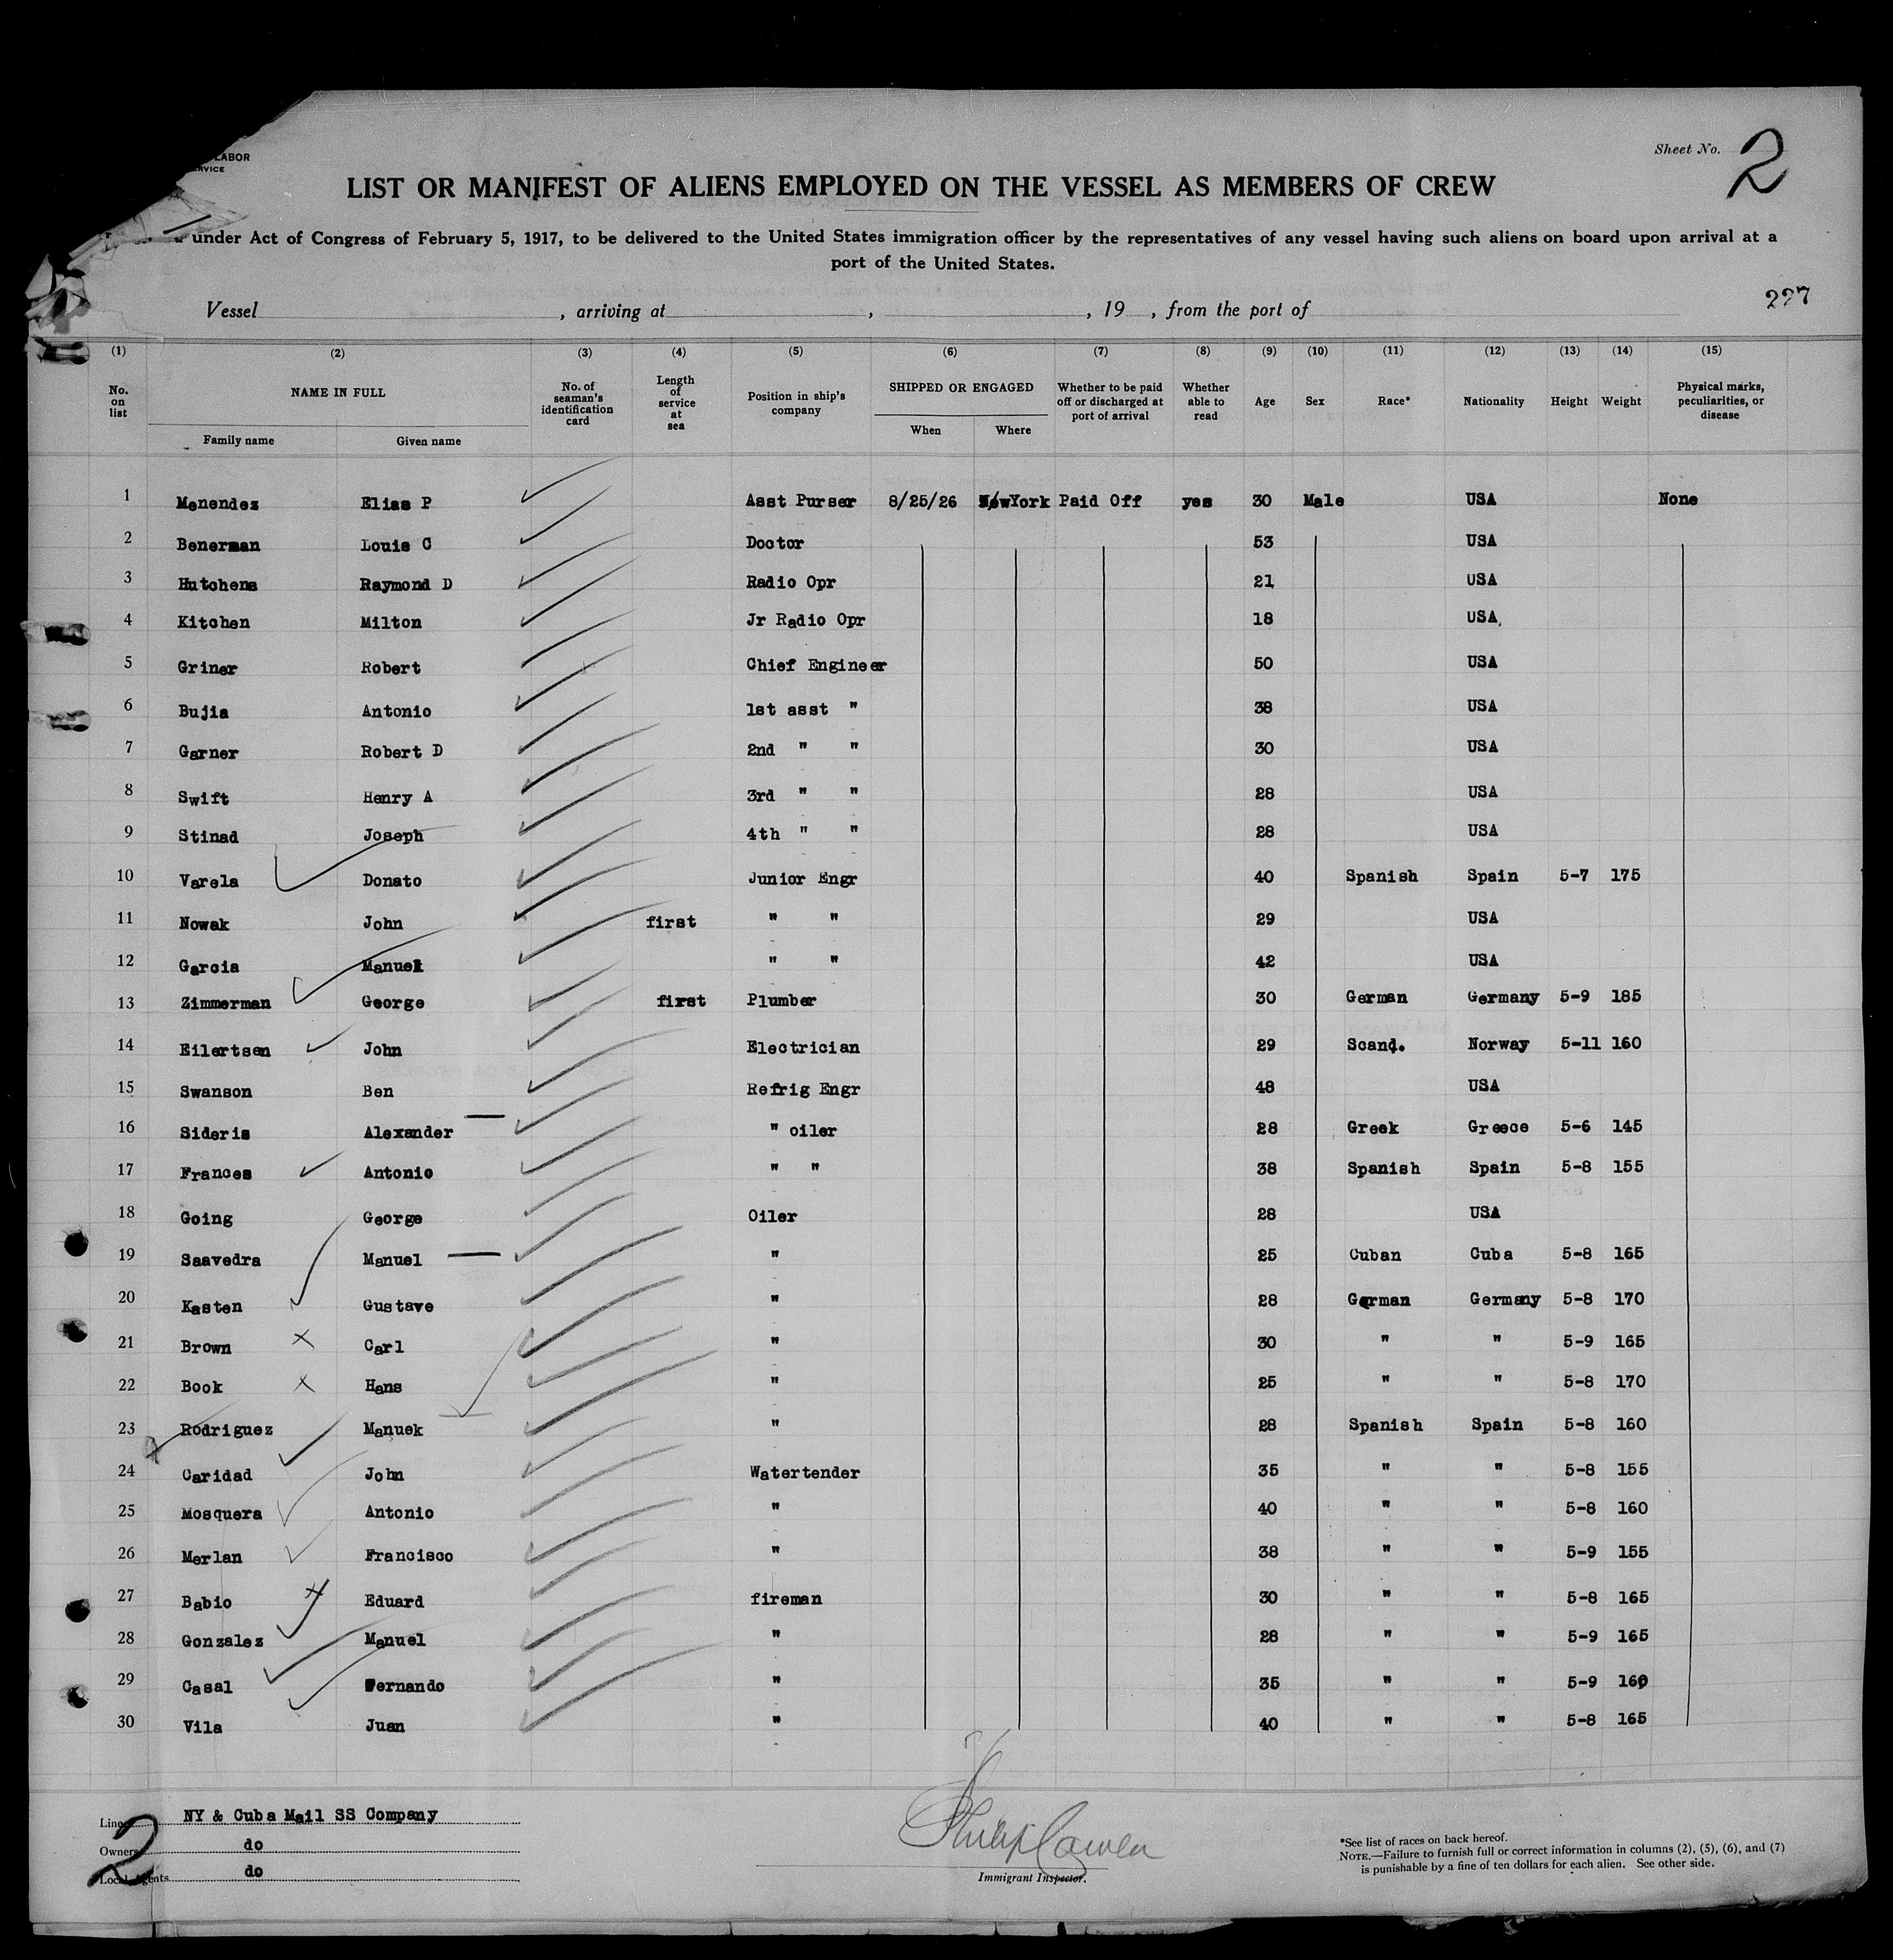 LABOR
RVICE
Sheet No. 2
LIST OR MANIFEST OF ALIENS EMPLOYED ON THE VESSEL AS MEMBERS OF CREW
under Act of Congress of February 5, 1917, to be delivered to the United States immigration officer by the representatives of any vessel having such aliens on board upon arrival at a
port of the United States.
Vessel , arriving at , , 19 , from the port of
227
(1) (2) (3) (4) (5) (6) (7) (8) (9) (10) (11) (12) (13) (14) (15)
No. on list NAME IN FULL No. of seaman's identification card Length of service at sea Position in ship's company SHIPPED OR ENGAGED Whether to be paid off or discharged at port of arrival Whether able to read Age Sex Race* Nationality Height Weight Physical marks, peculiarities, or disease
Family name Given name When Where
1 Menendez Elias P Asst Purser 8/25/26 NewYork Paid Off yes 30 Male USA None
2 Benerman Louis C Doctor 53 USA
3 Hutchens Raymond D Radio Opr 21 USA
4 Kitchen Milton Jr Radio Opr 18 USA
5 Griner Robert Chief Engineer 50 USA
6 Bujia Antonio 1st asst " 38 USA
7 Garner Robert D 2nd " " 30 USA
8 Swift Henry A 3rd " " 28 USA
9 Stinad Joseph 4th " " 28 USA
10 Varela Donato Junior Engr 40 Spanish Spain 5-7 175
11 Nowak John first " " 29 USA
12 Garcia Manuel " " 42 USA
13 Zimmerman George first Plumber 30 German Germany 5-9 185
14 Eilertsen John Electrician 29 Scand. Norway 5-11 160
15 Swanson Ben Refrig Engr 48 USA
16 Sideris Alexander " oiler 28 Greek Greece 5-6 145
17 Frances Antonio " " 38 Spanish Spain 5-8 155
18 Going George Oiler 28 USA
19 Saavedra Manuel " 25 Cuban Cuba 5-8 165
20 Kasten Gustave " 28 German Germany 5-8 170
21 Brown Carl " 30 " " 5-9 165
22 Book Hans " 25 " " 5-8 170
23 Rodriguez Manuek " 28 Spanish Spain 5-8 160
24 Caridad John Watertender 35 " " 5-8 155
25 Mosquera Antonio " 40 " " 5-8 160
26 Merlan Francisco " 38 " " 5-9 155
27 Babio Eduard fireman 30 " " 5-8 165
28 Gonzalez Manuel " 28 " " 5-9 165
29 Casal Fernando " 35 " " 5-9 160
30 Vila Juan " 40 " " 5-8 165
Line NY & Cuba Mail SS Company
Owners do
Local Agents do
2
Philip Cowen
Immigrant Inspector.
*See list of races on back hereof.
NOTE.—Failure to furnish full or correct information in columns (2), (5), (6), and (7)
is punishable by a fine of ten dollars for each alien. See other side.